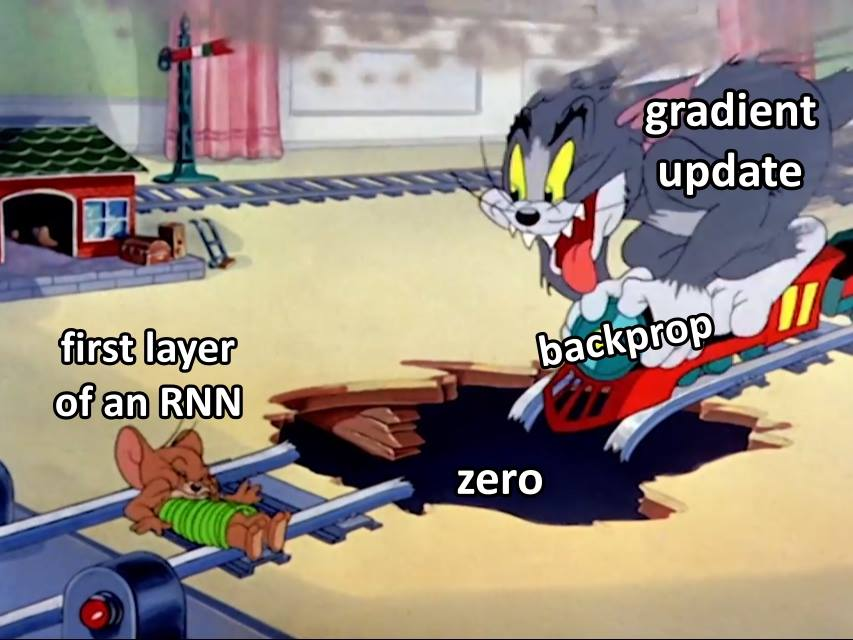 gradient
update
backprop
first layer
of an RNN
zero